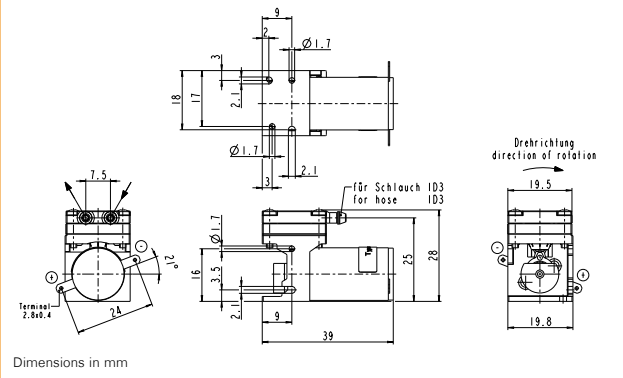 9
2
Ø1.7
3
2.1
18
17
Ø1.7
2.1
3
Drehrichtung
direction of rotation
7.5
für Schlauch ID3
for hose ID3
19.5
Ø1.7
-
-
21°
16
3.5
25
28
+
+
Terminal
2.8x0.4
24
2.1
9
39
19.8
Dimensions in mm